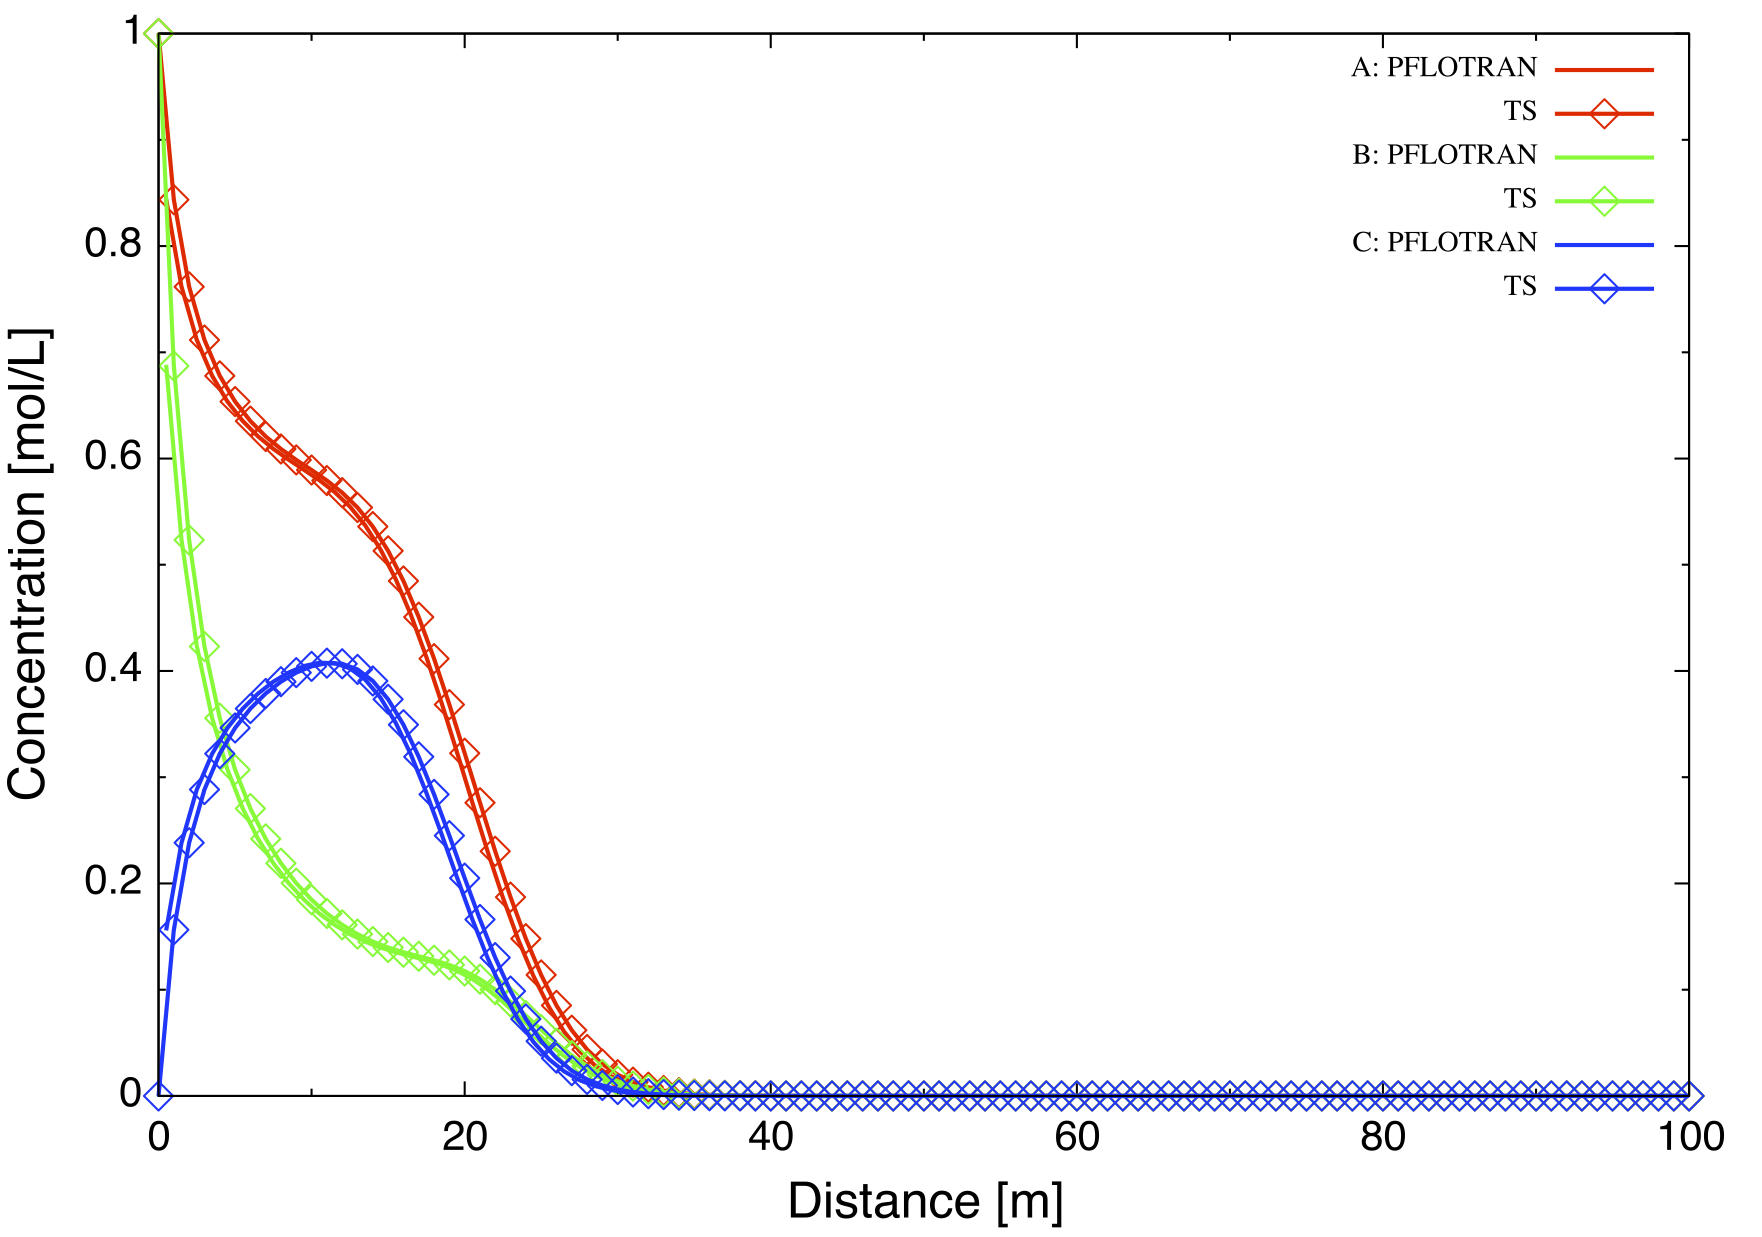 Concentration [mol/L]
1
0.8
0.6
0.4
0.2
0
A: PFLOTRAN
TS
B: PFLOTRAN
TS
C: PFLOTRAN
TS
0 20 40 60 80 100
Distance [m]